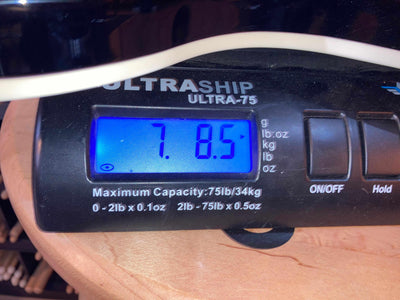 ULTRASHIP
ULTRA-75
7. 8.5
g
lb:oz
kg
lb
oz
Maximum Capacity:75lb/34kg
0 - 2lb x 0.1oz 2lb - 75lb x 0.5oz
ON/OFF
Hold